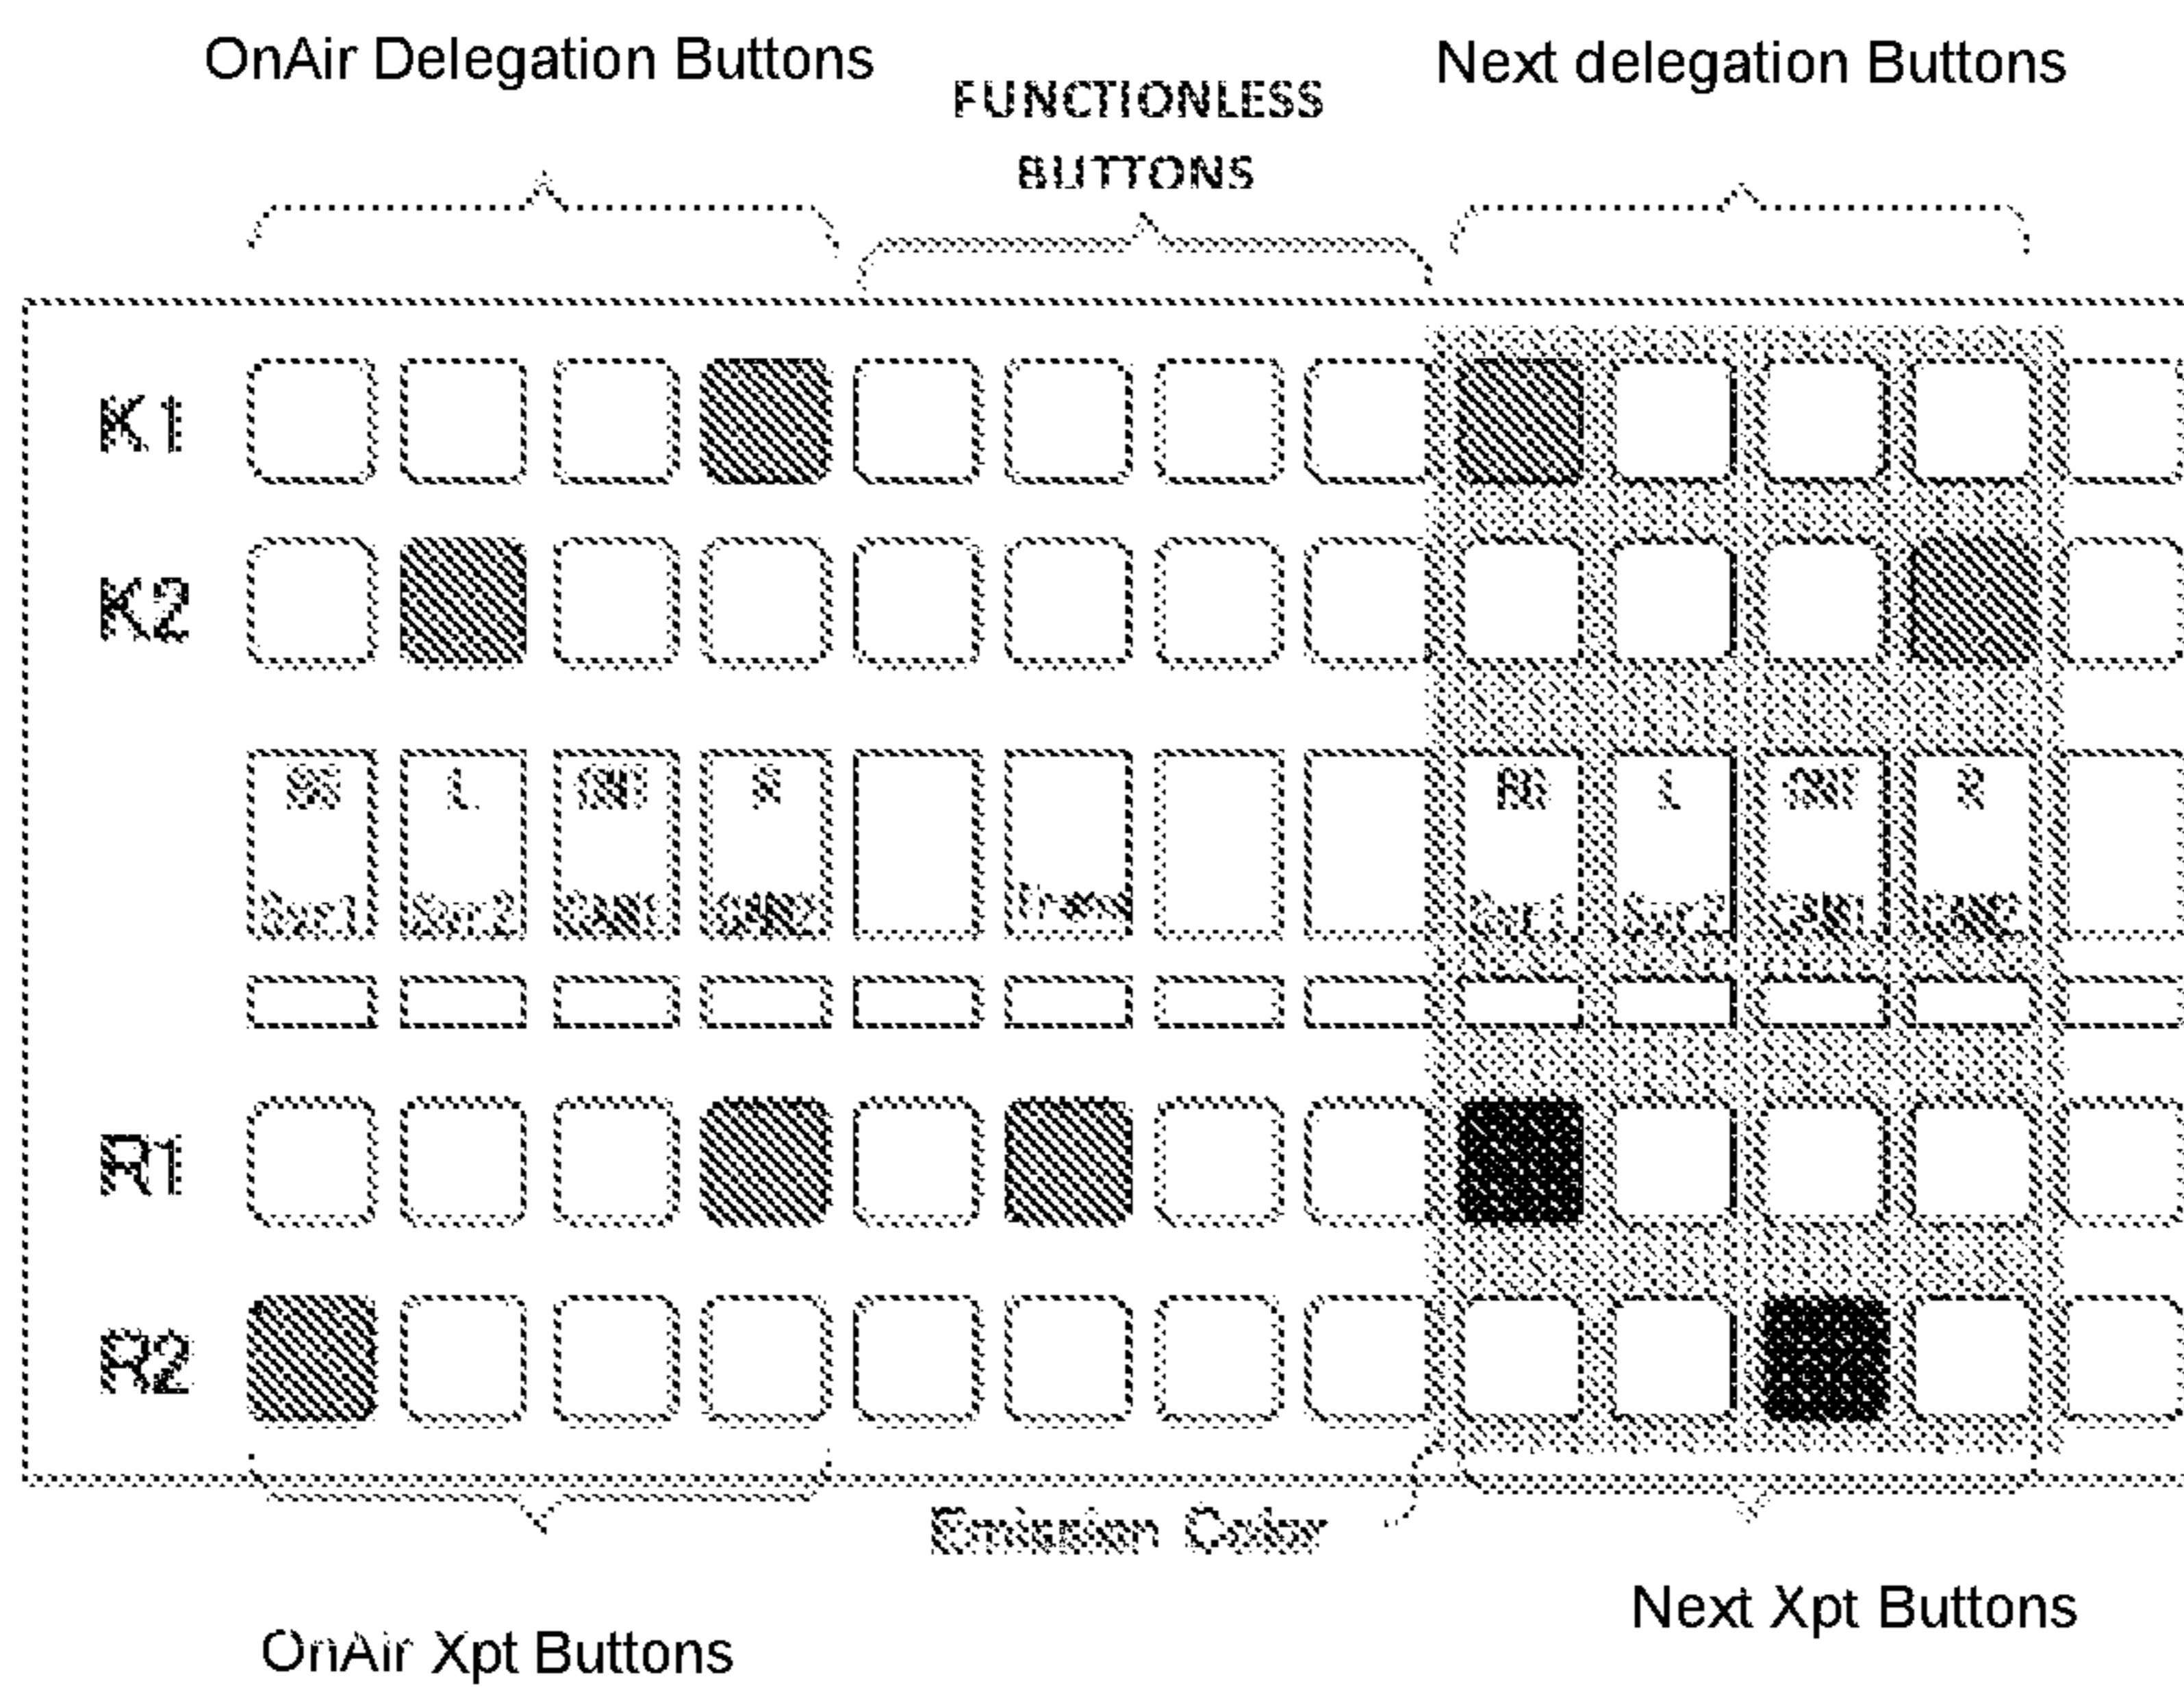 OnAir Delegation Buttons
Next delegation Buttons
FUNCTIONLESS
BUTTONS
K1
K2
L
R
L
R
Trans
R1
R2
Emission Color
Next Xpt Buttons
OnAir Xpt Buttons